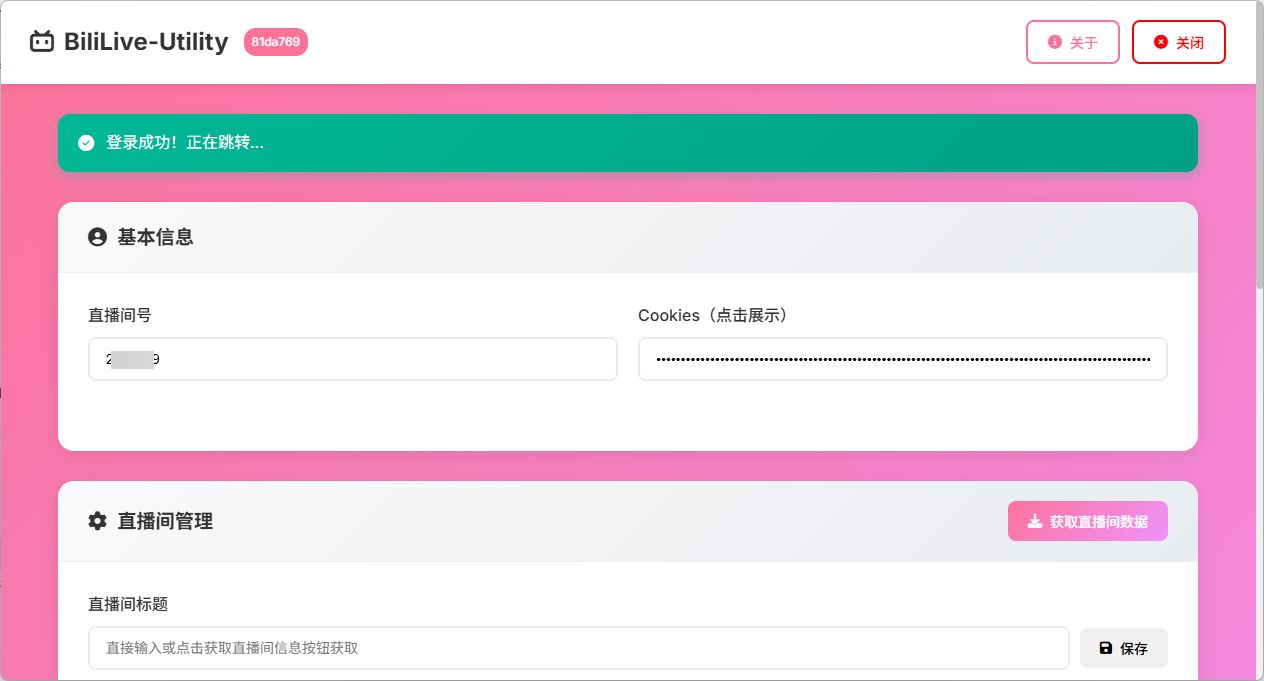 BiliLive-Utility
81da769
关于
关闭
登录成功！正在跳转...
基本信息
直播间号
Cookies（点击展示）
直播间管理
获取直播间数据
直播间标题
直接输入或点击获取直播间信息按钮获取
保存